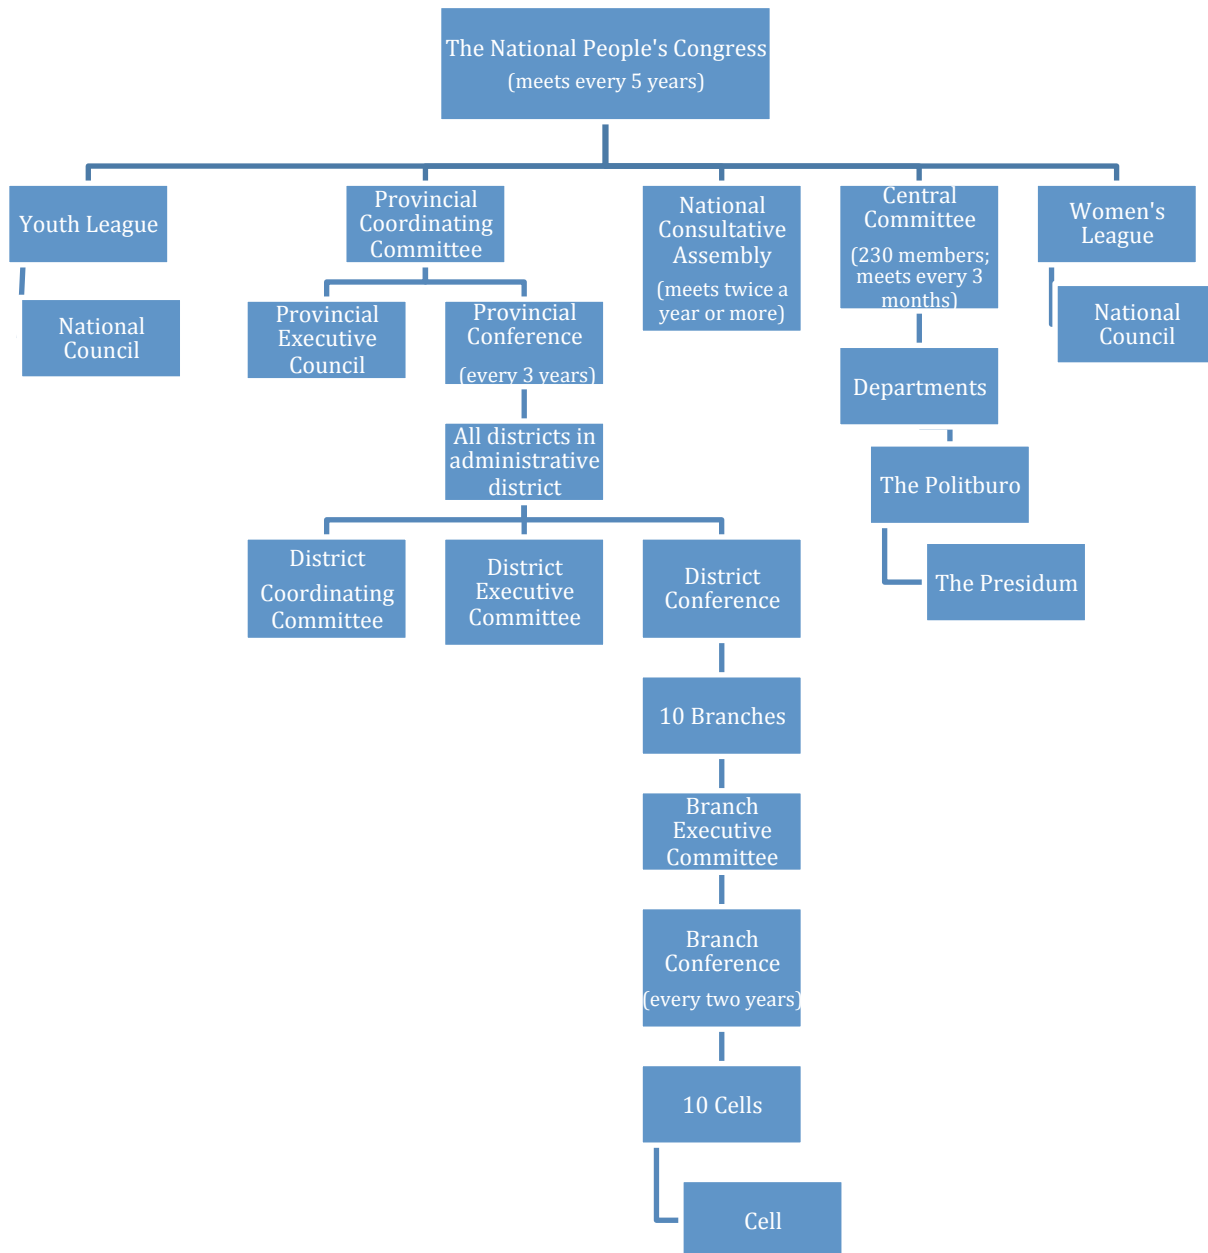 The National People's Congress
(meets every 5 years)
Youth League
National
Council
Provincial
Coordinating
Committee
Provincial
Executive
Council
Provincial
Conference
(every 3 years)
All districts in
administrative
district
District
Coordinating
Committee
District
Executive
Committee
District
Conference
10 Branches
Branch
Executive
Committee
Branch
Conference
(every two years)
10 Cells
Cell
National
Consultative
Assembly
(meets twice a
year or more)
Central
Committee
(230 members;
meets every 3
months)
Departments
The Politburo
The Presidum
Women's
League
National
Council